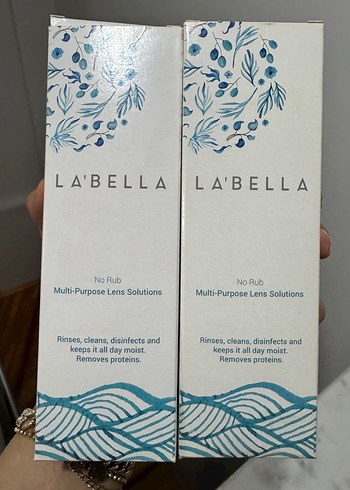 LA'BELLA
No Rub
Multi-Purpose Lens Solutions
Rinses, cleans, disinfects and
keeps it all day moist.
Removes proteins.
LA'BELLA
No Rub
Multi-Purpose Lens Solutions
Rinses, cleans, disinfects and
keeps it all day moist.
Removes proteins.